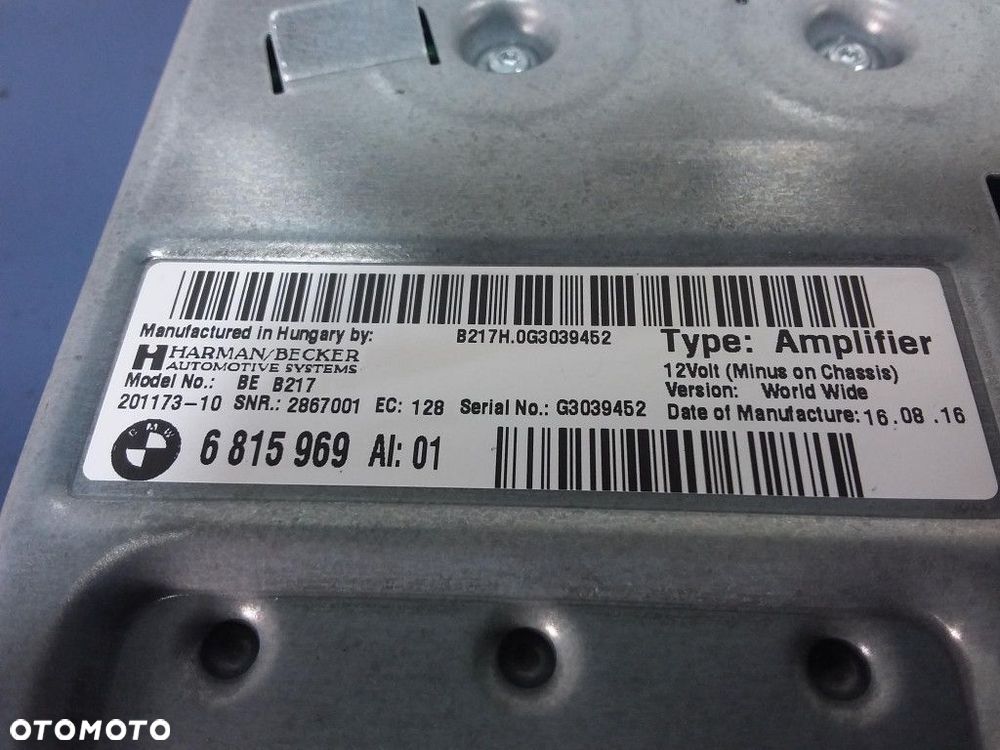 Manufactured in Hungary by: B217H.0G3039452 Type: Amplifier
HARMAN/BECKER
AUTOMOTIVE SYSTEMS 12Volt (Minus on Chassis)
Model No.: BE B217 Version: World Wide
201173-10 SNR.: 2867001 EC: 128 Serial No.: G3039452 Date of Manufacture: 16.08.16
BMW 6 815 969 AI: 01
OTOMOTO